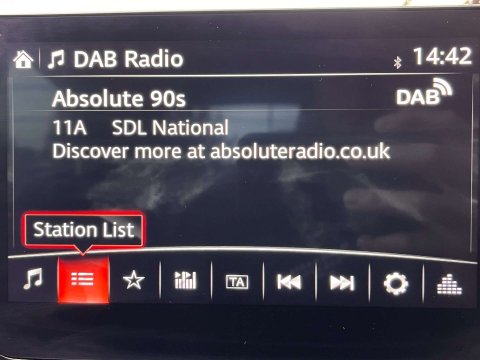 DAB Radio
14:42
Absolute 90s
DAB
11A SDL National
Discover more at absoluteradio.co.uk
Station List
TA